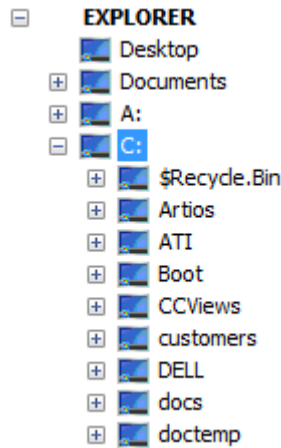 EXPLORER
Desktop
Documents
A:
C:
$Recycle.Bin
Artios
ATI
Boot
CCViews
customers
DELL
docs
doctemp